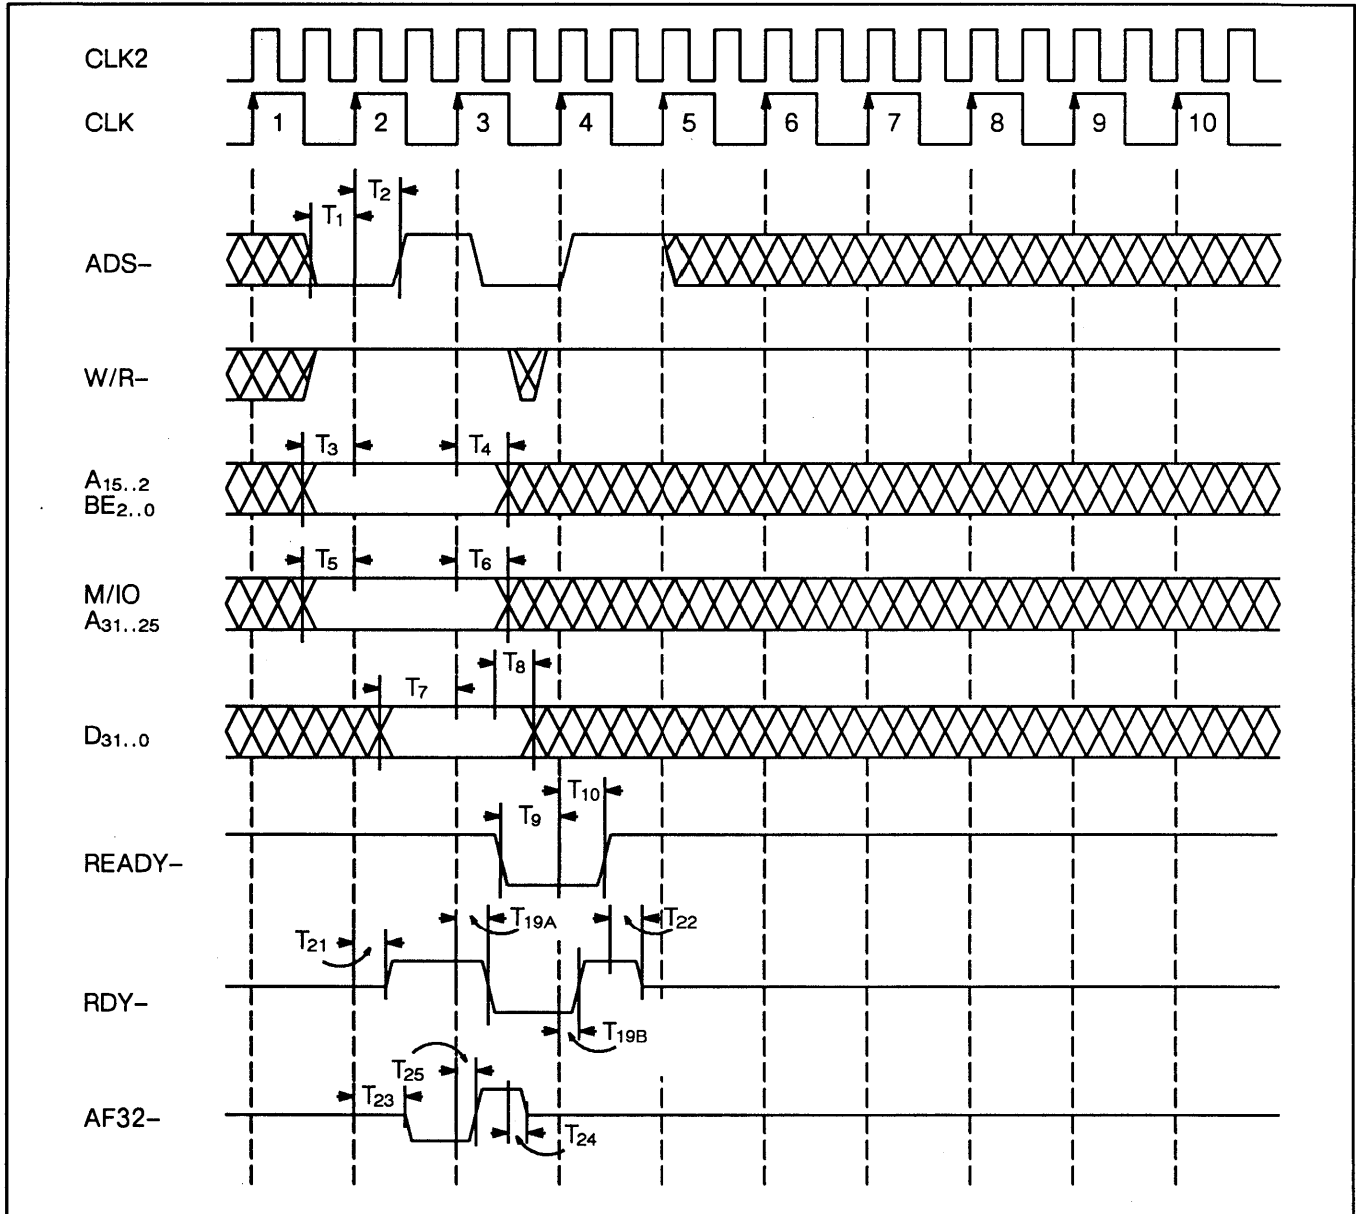 CLK2
CLK 1 2 3 4 5 6 7 8 9 10
T2
T1
ADS–
W/R–
T3 T4
A15..2
BE2..0
T5 T6
M/IO
A31..25
T8
T7
D31..0
T10
T9
READY–
T19A T22
T21
RDY–
T19B
T25
T23
AF32–
T24